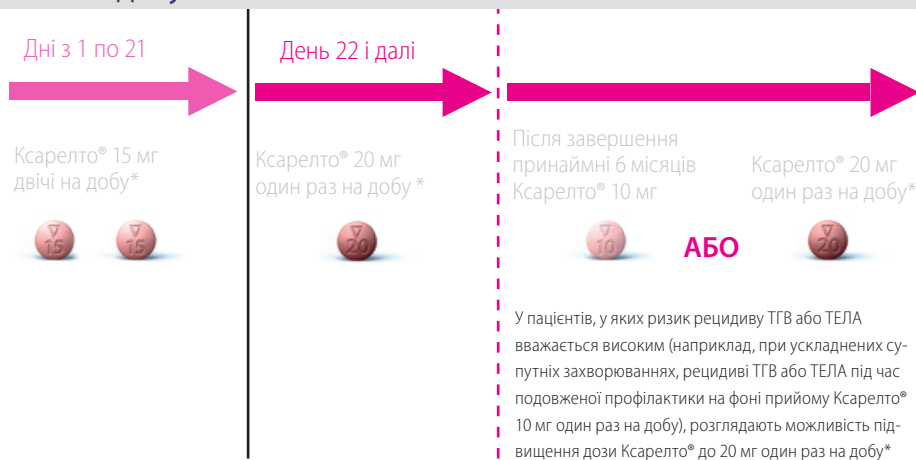 Дні з 1 по 21
Ксарелто® 15 мг
двічі на добу*
15
15
День 22 і далі
Ксарелто® 20 мг
один раз на добу *
20
Після завершення
принаймні 6 місяців
Ксарелто® 10 мг
10
АБО
Ксарелто® 20 мг
один раз на добу*
20
У пацієнтів, у яких ризик рецидиву ТГВ або ТЕЛА
вважається високим (наприклад, при ускладнених су-
путніх захворюваннях, рецидиві ТГВ або ТЕЛА під час
подовженої профілактики на фоні прийому Ксарелто®
10 мг один раз на добу), розглядають можливість під-
вищення дози Ксарелто® до 20 мг один раз на добу*